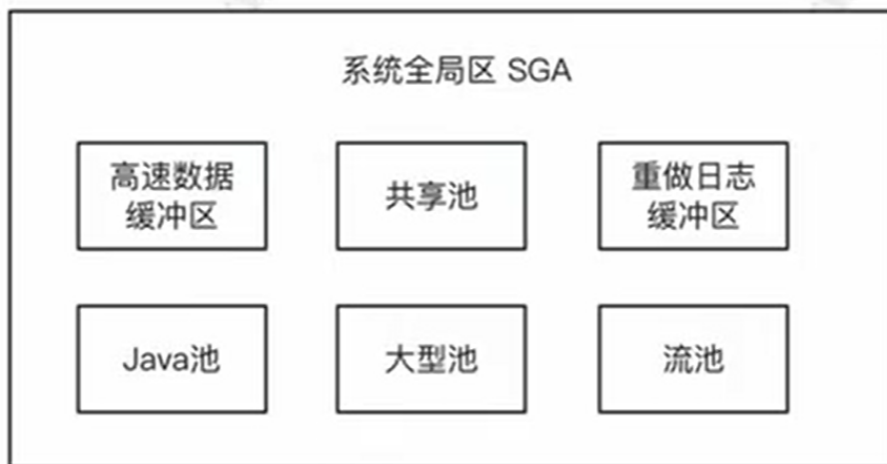 系统全局区 SGA
高速数据
缓冲区
共享池
重做日志
缓冲区
Java池
大型池
流池